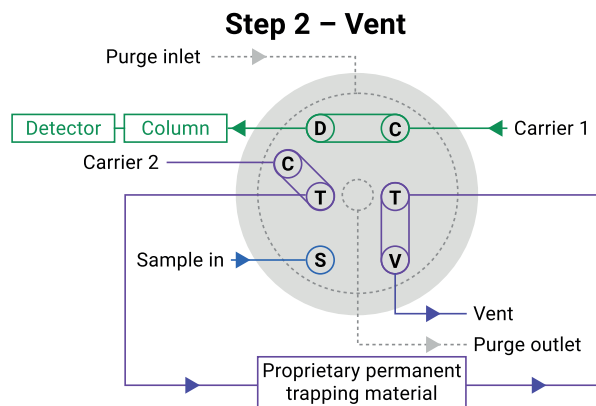 Step 2 – Vent
Purge inlet
Detector
Column
D
C
Carrier 1
Carrier 2
C
T
T
Sample in
S
V
Vent
Purge outlet
Proprietary permanent
trapping material